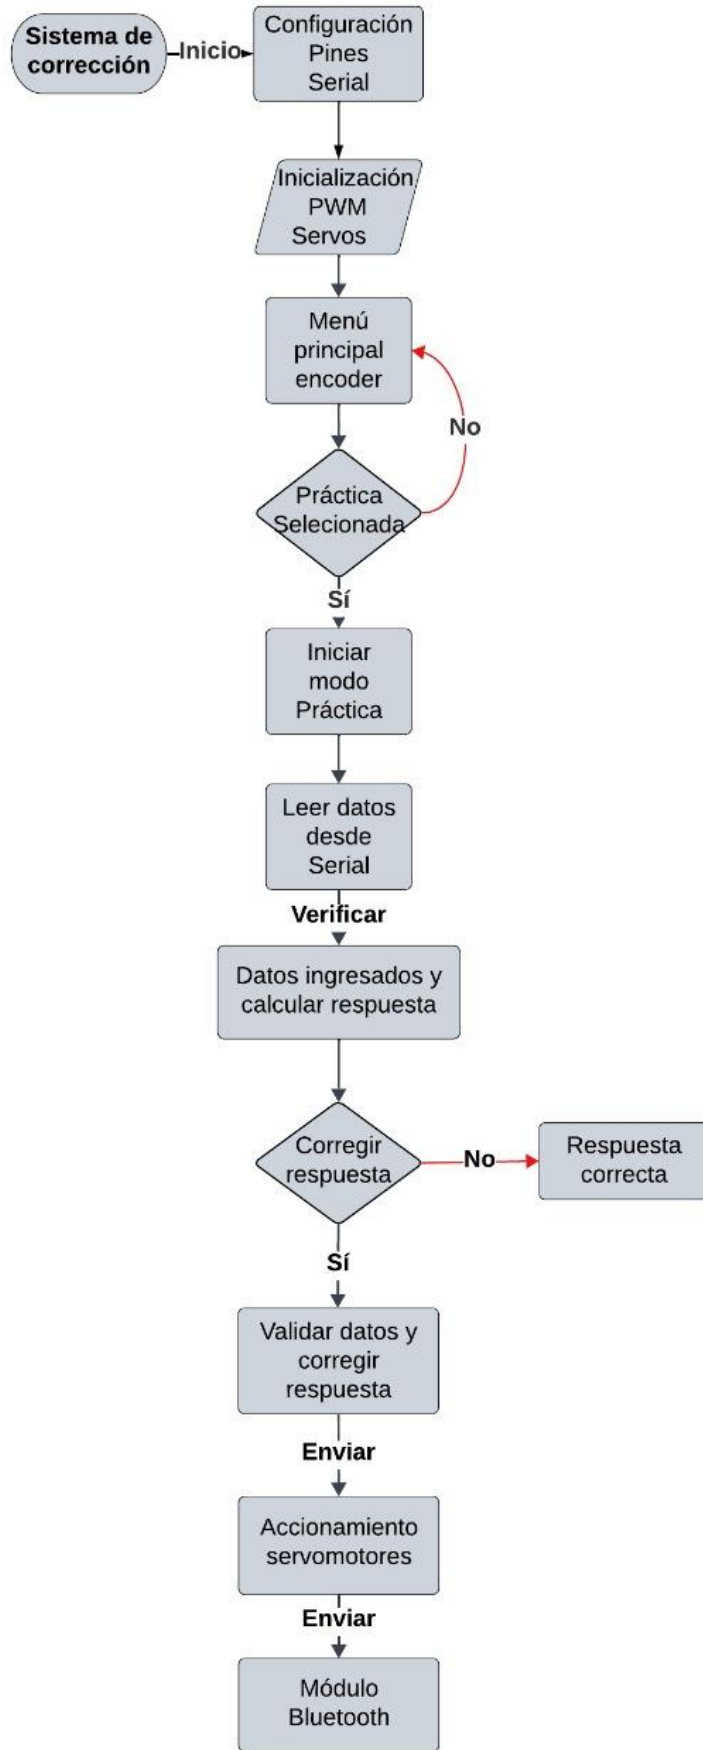 Sistema de
corrección
Inicio
Configuración
Pines
Serial
Inicialización
PWM
Servos
Menú
principal
encoder
No
Práctica
Selecionada
Sí
Iniciar
modo
Práctica
Leer datos
desde
Serial
Verificar
Datos ingresados y
calcular respuesta
Corregir
respuesta
No
Respuesta
correcta
Sí
Validar datos y
corregir
respuesta
Enviar
Accionamiento
servomotores
Enviar
Módulo
Bluetooth